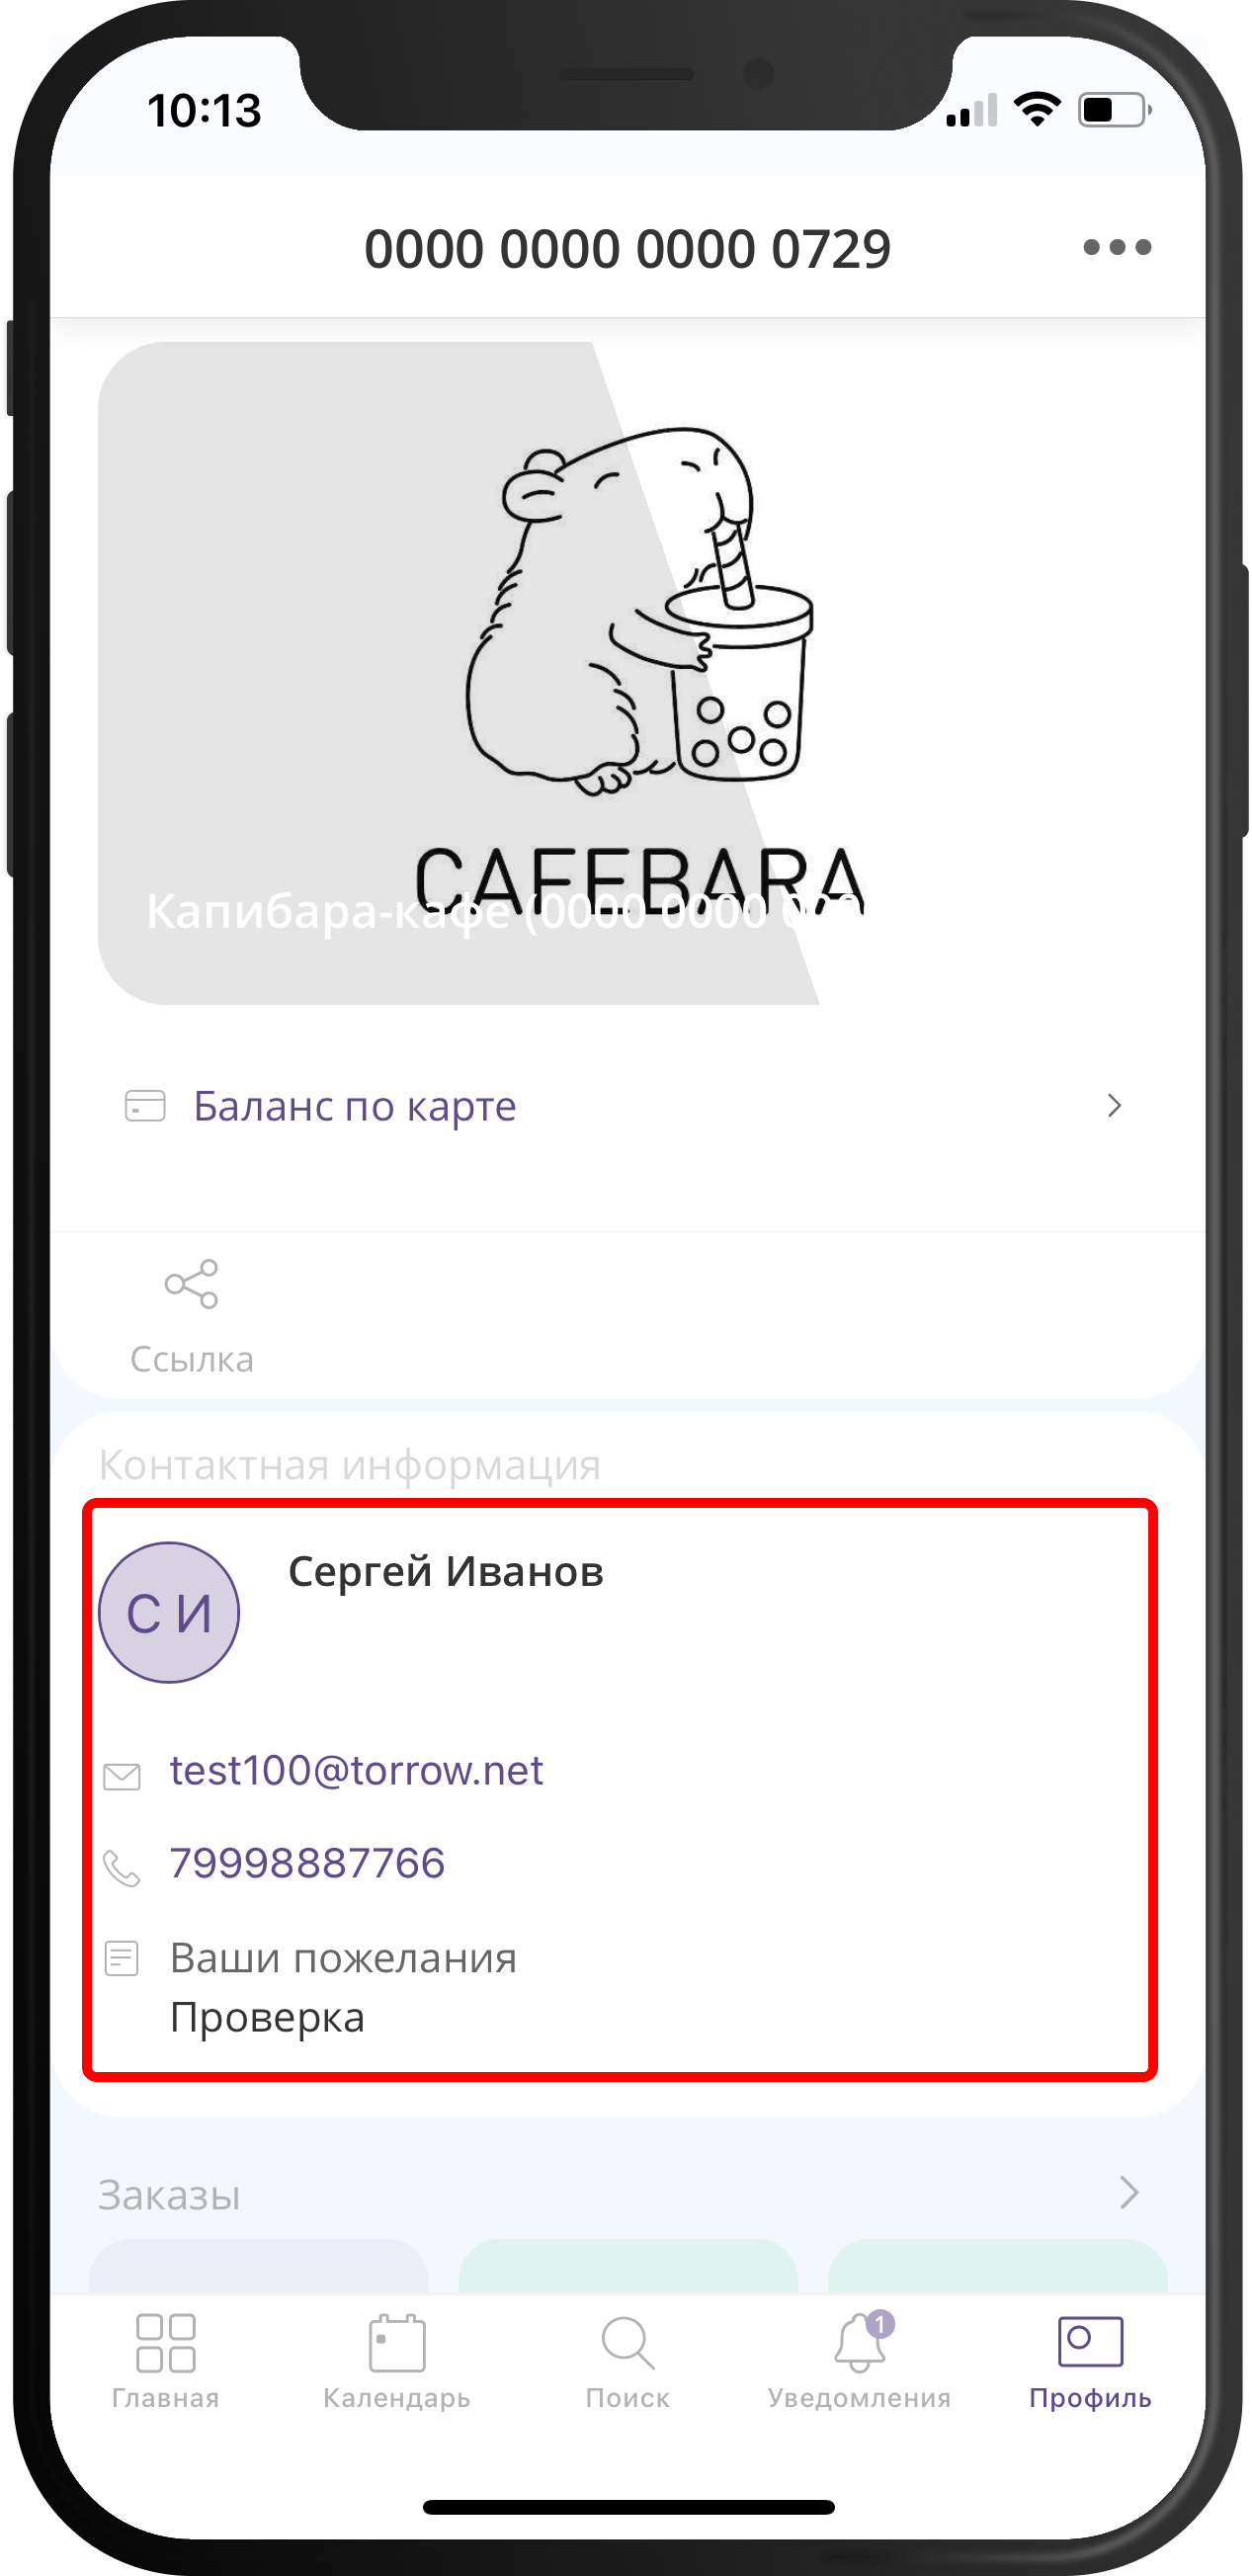 10:13
0000 0000 0000 0729
CAFEBARA
Капибара-кафе (0000 0000
Баланс по карте
Ссылка
Контактная информация
СИ
Сергей Иванов
test100@torrow.net
79998887766
Ваши пожелания
Проверка
Заказы
1
Главная
Календарь
Поиск
Уведомления
Профиль